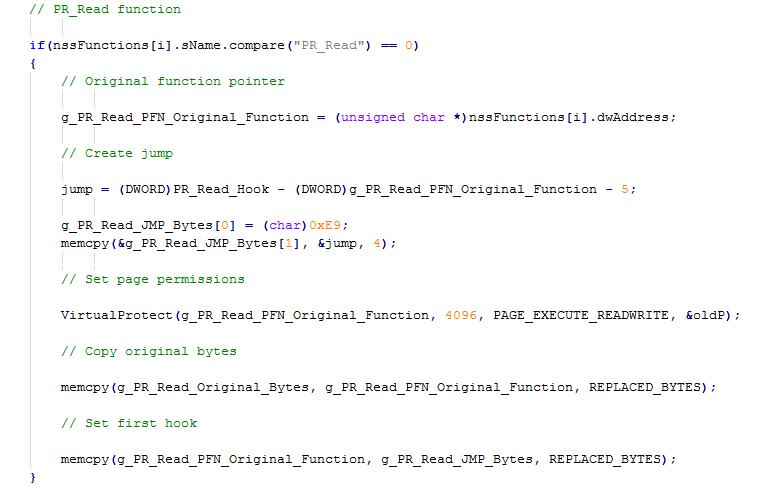 // PR_Read function
if(nssFunctions[i].sName.compare("PR_Read") == 0)
{
// Original function pointer
g_PR_Read_PFN_Original_Function = (unsigned char *)nssFunctions[i].dwAddress;
// Create jump
jump = (DWORD)PR_Read_Hook - (DWORD)g_PR_Read_PFN_Original_Function - 5;
g_PR_Read_JMP_Bytes[0] = (char)0xE9;
memcpy(&g_PR_Read_JMP_Bytes[1], &jump, 4);
// Set page permissions
VirtualProtect(g_PR_Read_PFN_Original_Function, 4096, PAGE_EXECUTE_READWRITE, &oldP);
// Copy original bytes
memcpy(g_PR_Read_Original_Bytes, g_PR_Read_PFN_Original_Function, REPLACED_BYTES);
// Set first hook
memcpy(g_PR_Read_PFN_Original_Function, g_PR_Read_JMP_Bytes, REPLACED_BYTES);
}